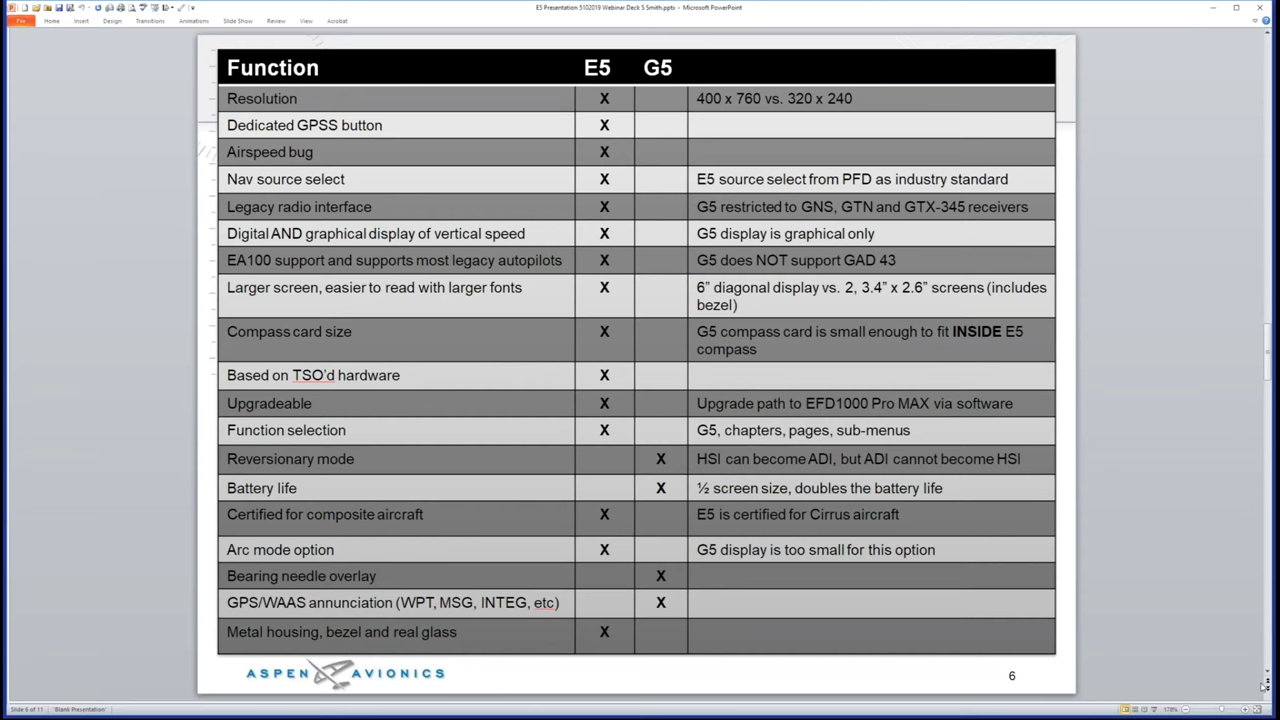 E5 Presentation 5102019 Webinar Deck S Smith.pptx - Microsoft PowerPoint
File Home Insert Design Transitions Animations Slide Show Review View Acrobat
Function E5 G5
Resolution X 400 x 760 vs. 320 x 240
Dedicated GPSS button X
Airspeed bug X
Nav source select X E5 source select from PFD as industry standard
Legacy radio interface X G5 restricted to GNS, GTN and GTX-345 receivers
Digital AND graphical display of vertical speed X G5 display is graphical only
EA100 support and supports most legacy autopilots X G5 does NOT support GAD 43
Larger screen, easier to read with larger fonts X 6” diagonal display vs. 2, 3.4” x 2.6” screens (includes
bezel)
Compass card size X G5 compass card is small enough to fit INSIDE E5
compass
Based on TSO’d hardware X
Upgradeable X Upgrade path to EFD1000 Pro MAX via software
Function selection X G5, chapters, pages, sub-menus
Reversionary mode X HSI can become ADI, but ADI cannot become HSI
Battery life X ½ screen size, doubles the battery life
Certified for composite aircraft X E5 is certified for Cirrus aircraft
Arc mode option X G5 display is too small for this option
Bearing needle overlay X
GPS/WAAS annunciation (WPT, MSG, INTEG, etc) X
Metal housing, bezel and real glass X
ASPEN AVIONICS
6
Slide 6 of 11 'Blank Presentation' 178%